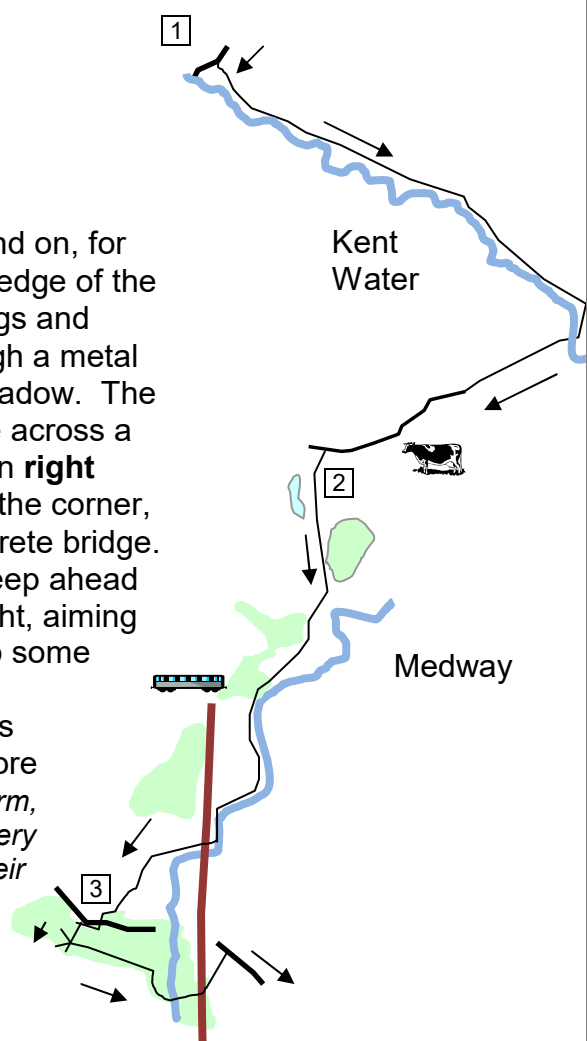 1
nd on, for
edge of the
gs and
gh a metal
adow. The
e across a
n right
the corner,
rete bridge.
eep ahead
ht, aiming
o some
s
ore
rm,
ery
eir
Kent
Water
2
Medway
3